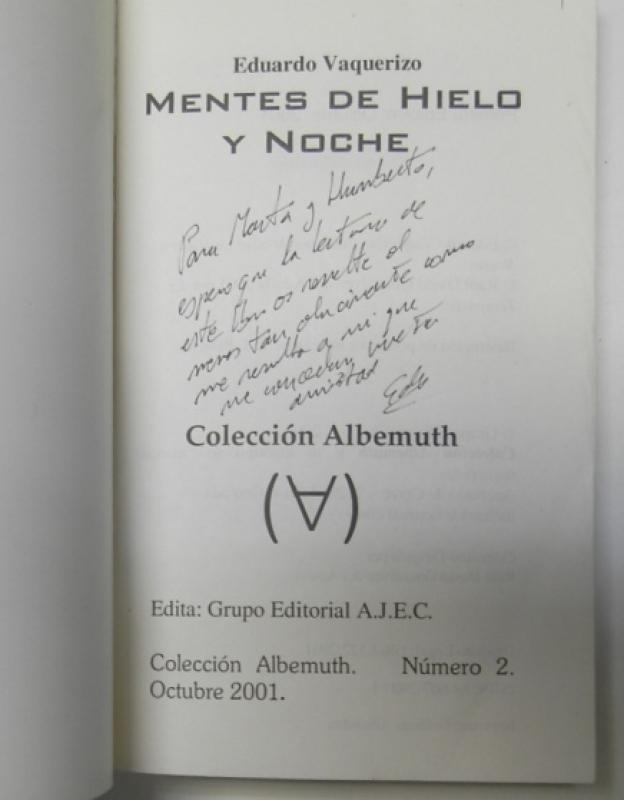 Eduardo Vaquerizo
MENTES DE HIELO
Y NOCHE
Para Marta y Humberto,
espero que la lectura de
este libro os resulte al
menos tan alucinante como
me resulta a mi que
me concedan vuestra
amistad
Edu
Colección Albemuth
(∀)
Edita: Grupo Editorial A.J.E.C.
Colección Albemuth. Número 2.
Octubre 2001.